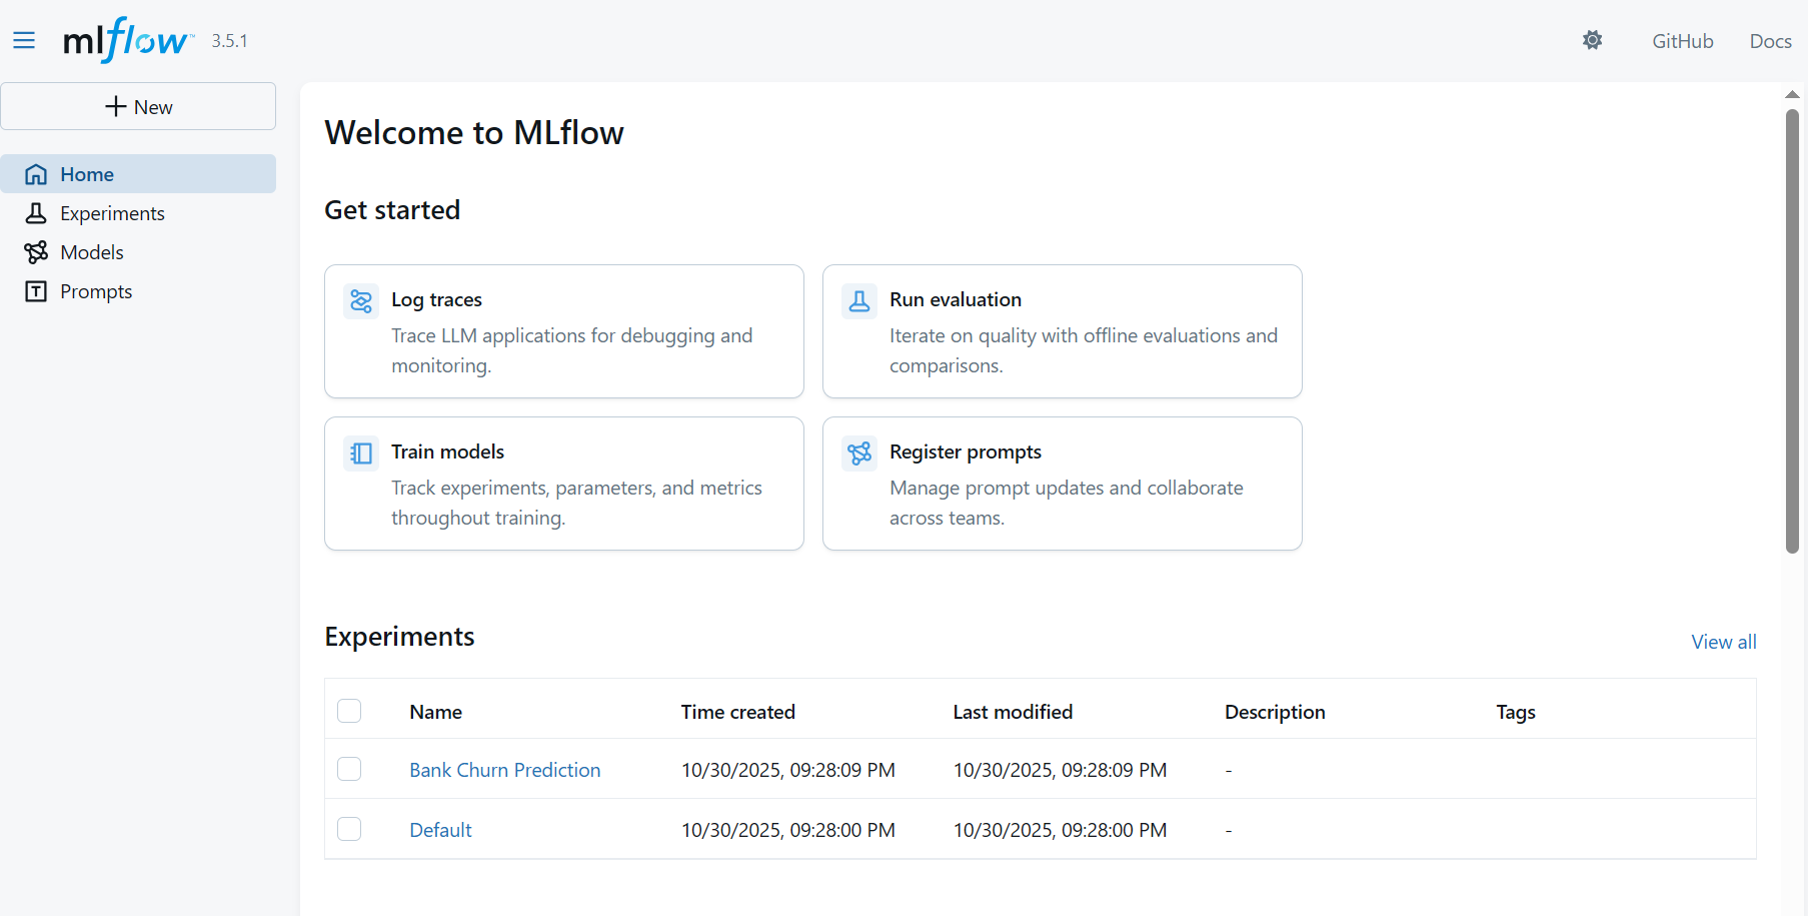 mlflow™ 3.5.1
GitHub Docs
New
Home
Experiments
Models
Prompts
Welcome to MLflow
Get started
Log traces
Trace LLM applications for debugging and
monitoring.
Run evaluation
Iterate on quality with offline evaluations and
comparisons.
Train models
Track experiments, parameters, and metrics
throughout training.
Register prompts
Manage prompt updates and collaborate
across teams.
Experiments
View all
Name Time created Last modified Description Tags
Bank Churn Prediction 10/30/2025, 09:28:09 PM 10/30/2025, 09:28:09 PM -
Default 10/30/2025, 09:28:00 PM 10/30/2025, 09:28:00 PM -